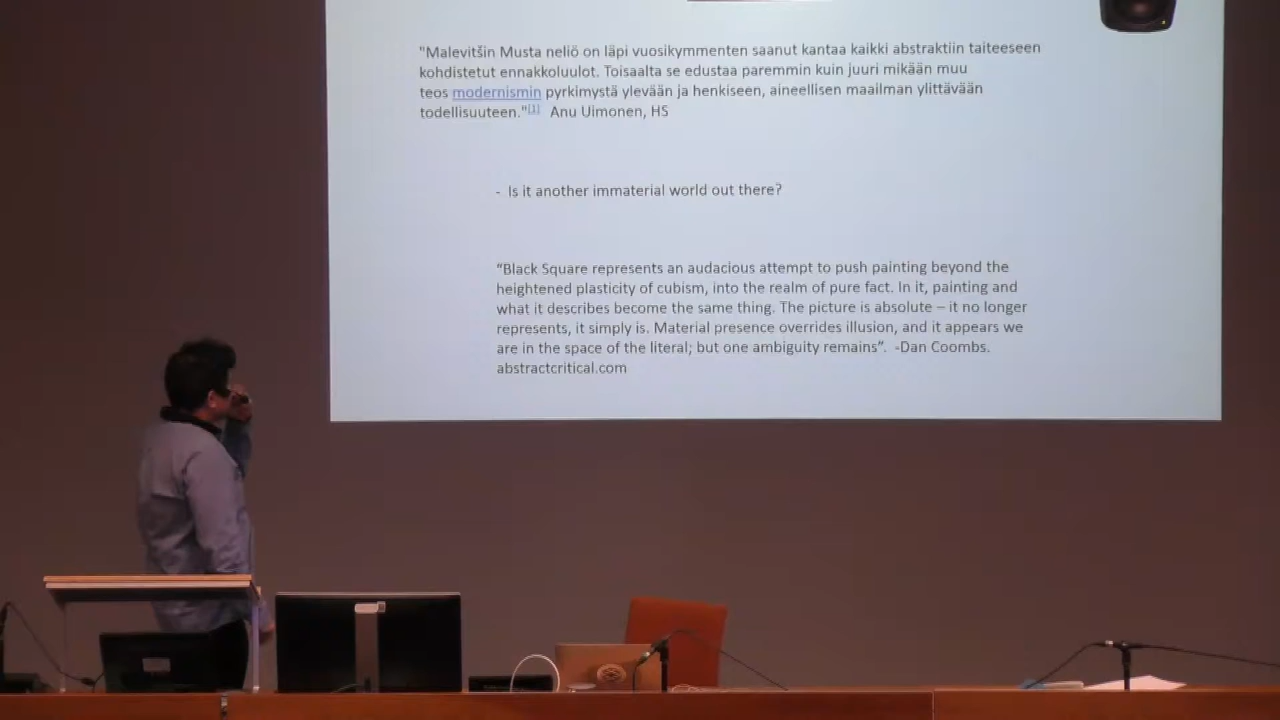 "Malevitšin Musta neliö on läpi vuosikymmenten saanut kantaa kaikki abstraktiin taiteeseen
kohdistetut ennakkoluulot. Toisaalta se edustaa paremmin kuin juuri mikään muu
teos modernismin pyrkimystä ylevään ja henkiseen, aineellisen maailman ylittävään
todellisuuteen."[1] Anu Uimonen, HS
- Is it another immaterial world out there?
“Black Square represents an audacious attempt to push painting beyond the
heightened plasticity of cubism, into the realm of pure fact. In it, painting and
what it describes become the same thing. The picture is absolute – it no longer
represents, it simply is. Material presence overrides illusion, and it appears we
are in the space of the literal; but one ambiguity remains”. -Dan Coombs.
abstractcritical.com